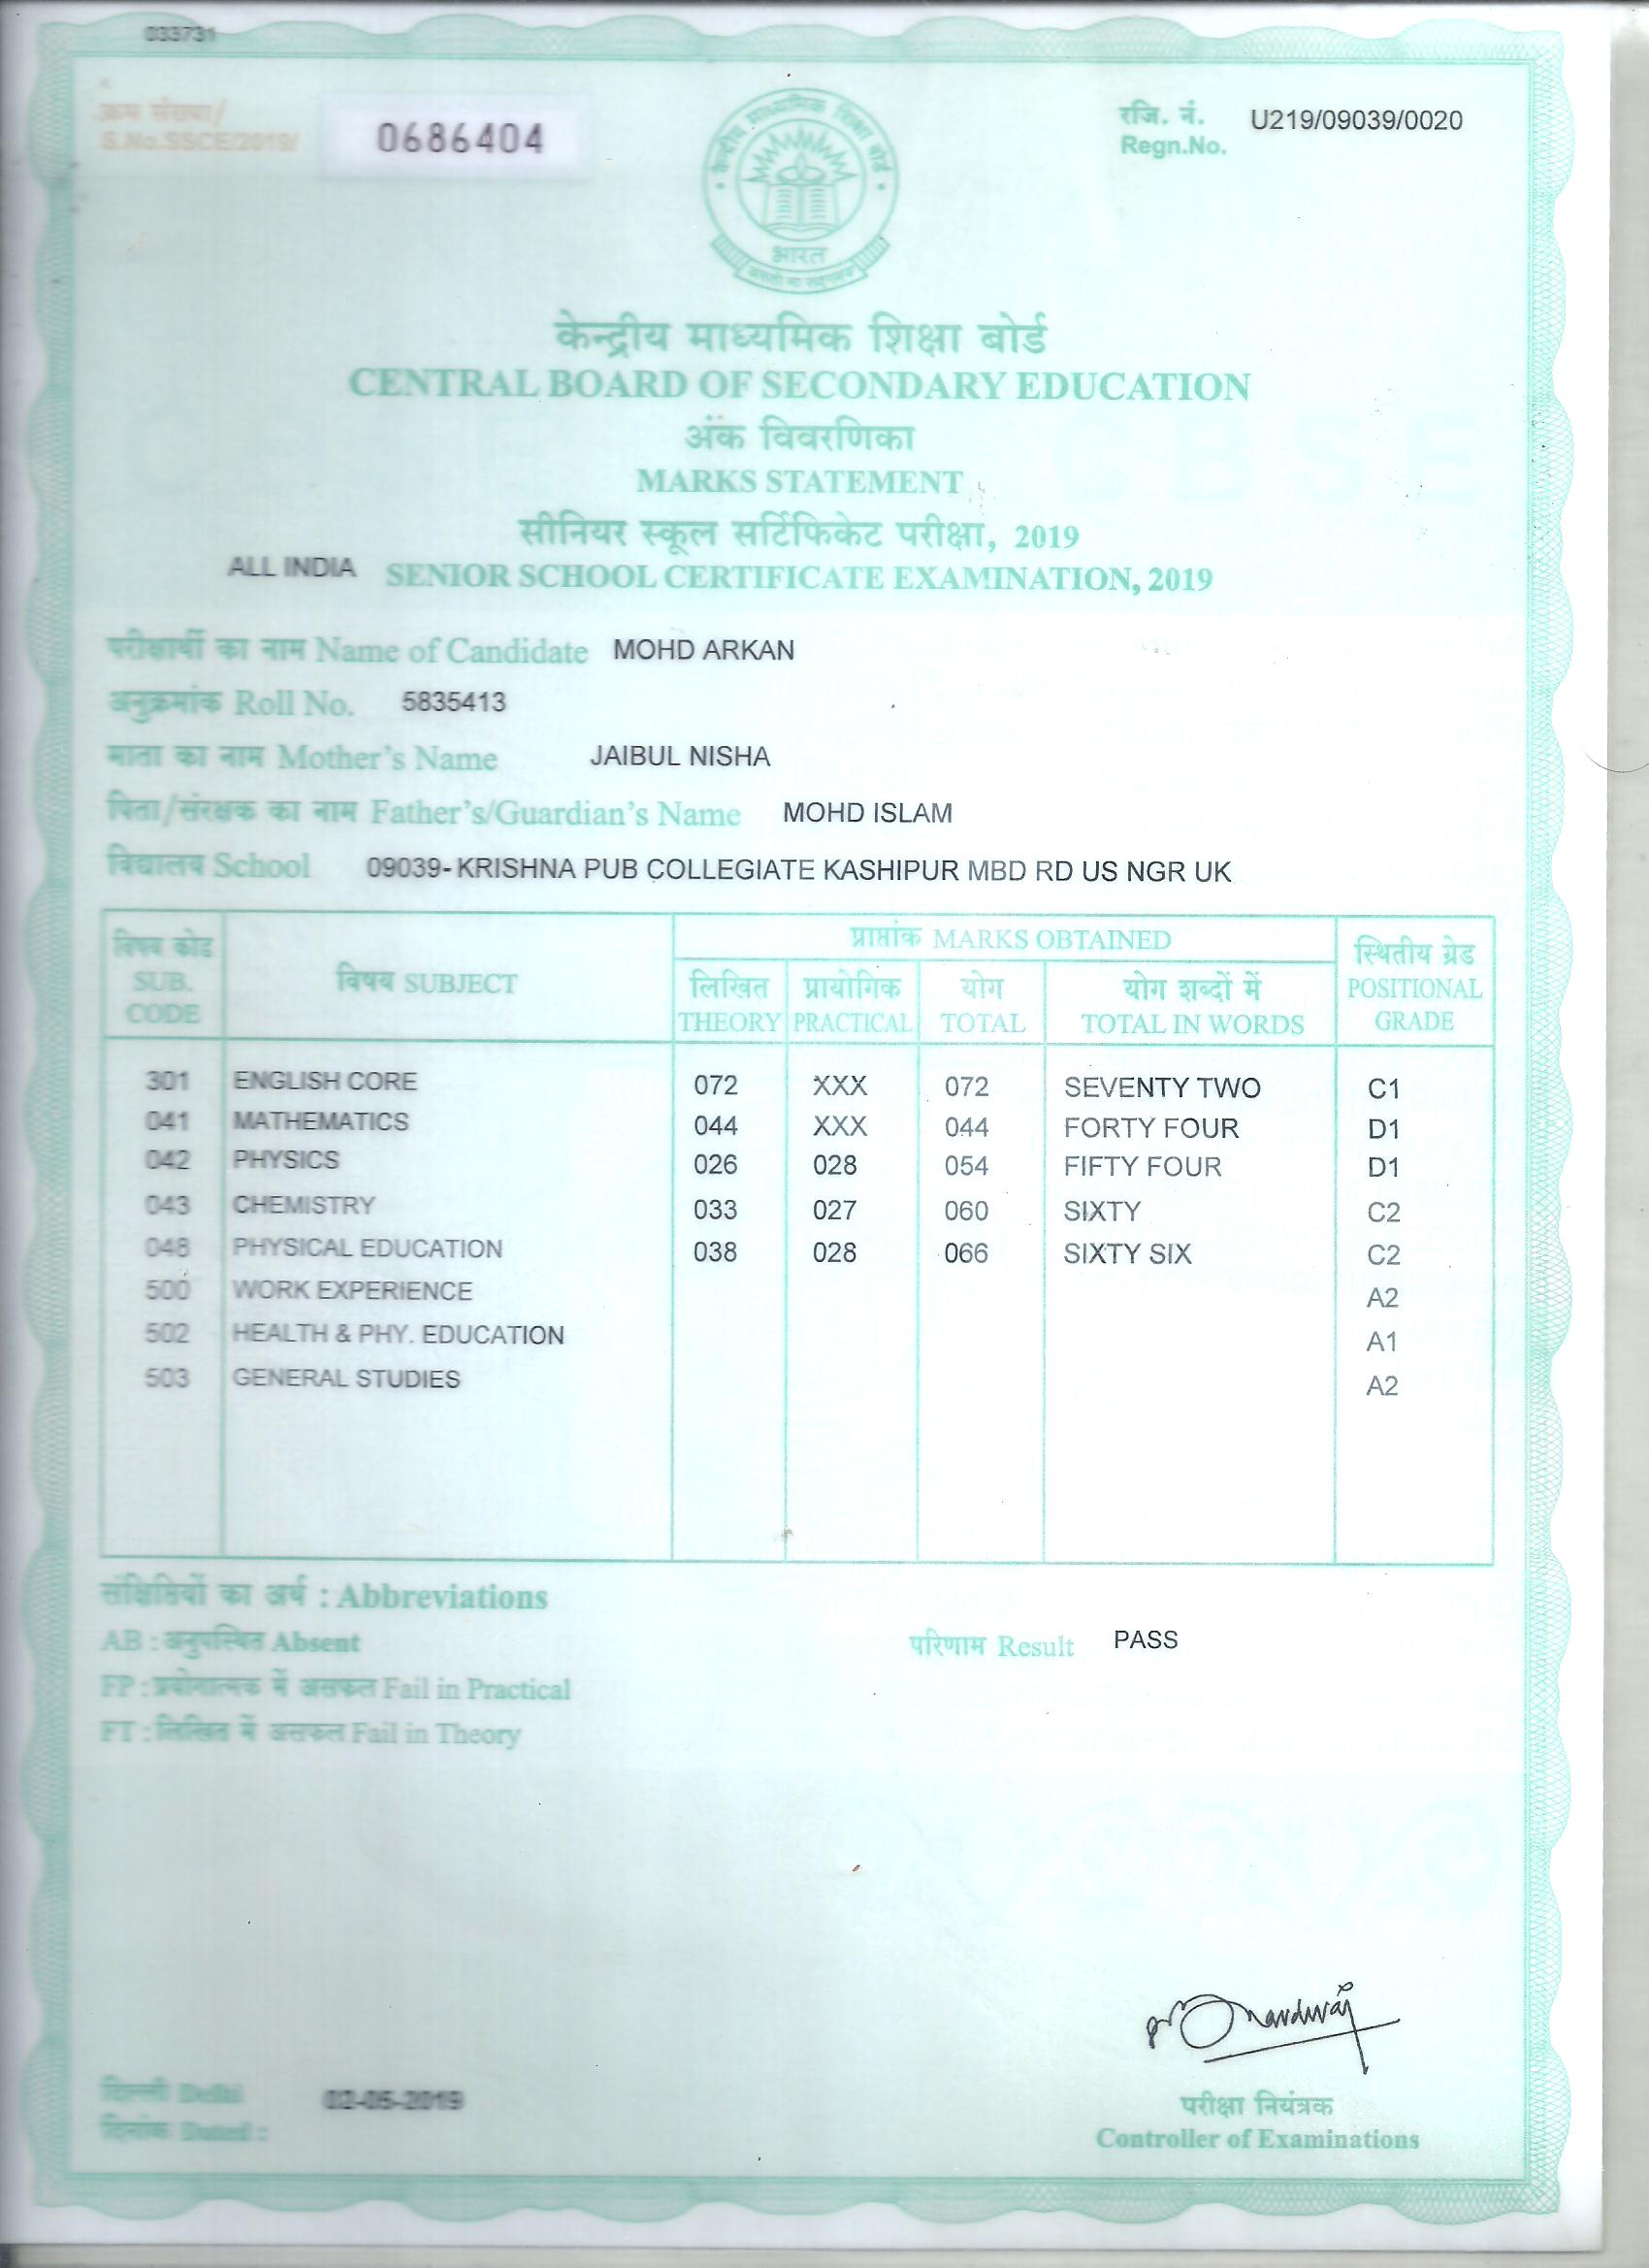 033731
क्रम संख्या/
S.No.SSCE/2019/ 0686404
रजि. नं.
Regn.No. U219/09039/0020
केन्द्रीय माध्यमिक शिक्षा बोर्ड
भारत
असतो मा सद्गमय
केन्द्रीय माध्यमिक शिक्षा बोर्ड
CENTRAL BOARD OF SECONDARY EDUCATION
अंक विवरणिका
MARKS STATEMENT
सीनियर स्कूल सर्टिफिकेट परीक्षा, 2019
ALL INDIA SENIOR SCHOOL CERTIFICATE EXAMINATION, 2019
परीक्षार्थी का नाम Name of Candidate MOHD ARKAN
अनुक्रमांक Roll No. 5835413
माता का नाम Mother's Name JAIBUL NISHA
पिता/संरक्षक का नाम Father's/Guardian's Name MOHD ISLAM
विद्यालय School 09039- KRISHNA PUB COLLEGIATE KASHIPUR MBD RD US NGR UK
विषय कोड SUB. CODE विषय SUBJECT प्राप्तांक MARKS OBTAINED स्थितीय ग्रेड POSITIONAL GRADE
लिखित THEORY प्रायोगिक PRACTICAL योग TOTAL योग शब्दों में TOTAL IN WORDS
301 ENGLISH CORE 072 XXX 072 SEVENTY TWO C1
041 MATHEMATICS 044 XXX 044 FORTY FOUR D1
042 PHYSICS 026 028 054 FIFTY FOUR D1
043 CHEMISTRY 033 027 060 SIXTY C2
048 PHYSICAL EDUCATION 038 028 066 SIXTY SIX C2
500 WORK EXPERIENCE A2
502 HEALTH & PHY. EDUCATION A1
503 GENERAL STUDIES A2
संक्षिप्तियों का अर्थ : Abbreviations
AB : अनुपस्थित Absent
परिणाम Result PASS
FP : प्रयोगात्मक में असफल Fail in Practical
FT : लिखित में असफल Fail in Theory
दिल्ली Delhi
दिनांक Dated : 02-05-2019
परीक्षा नियंत्रक
Controller of Examinations